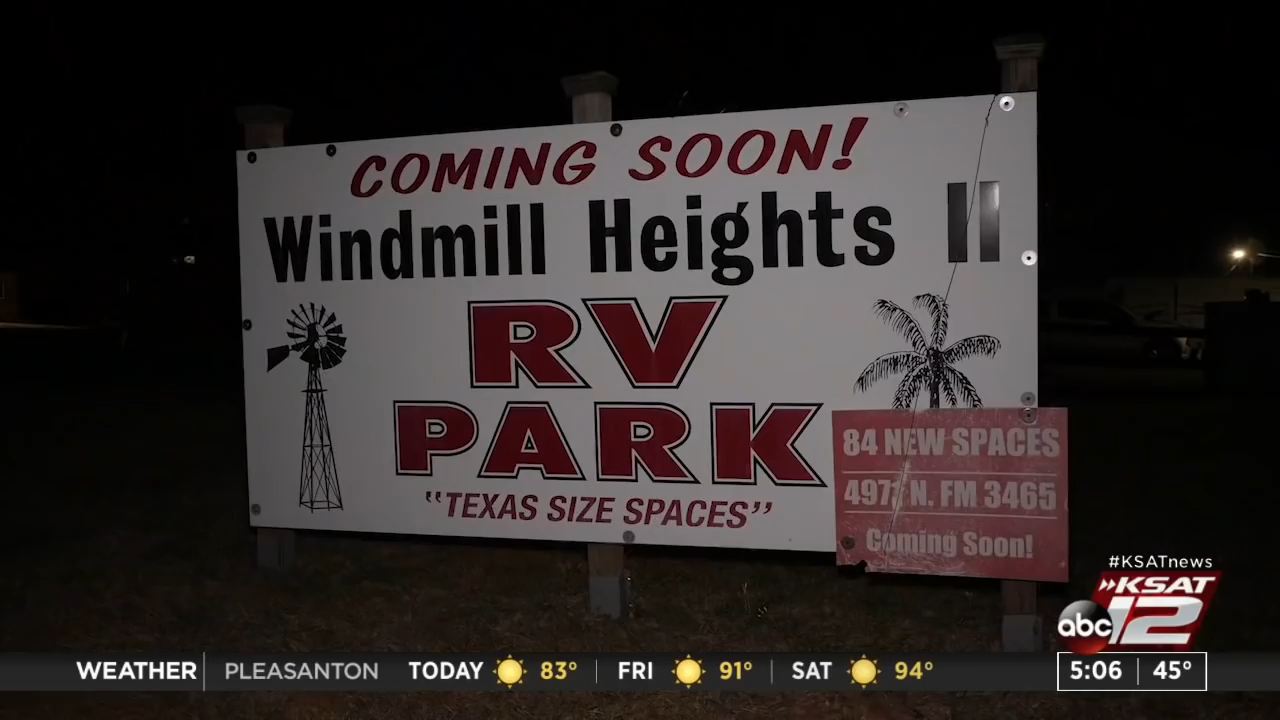 COMING SOON!
Windmill Heights II
RV
PARK
"TEXAS SIZE SPACES"
84 NEW SPACES
N. FM 3465
Coming Soon!
#KSATnews
KSAT
abc 12
WEATHER PLEASANTON TODAY 83° FRI 91° SAT 94° 5:06 45°